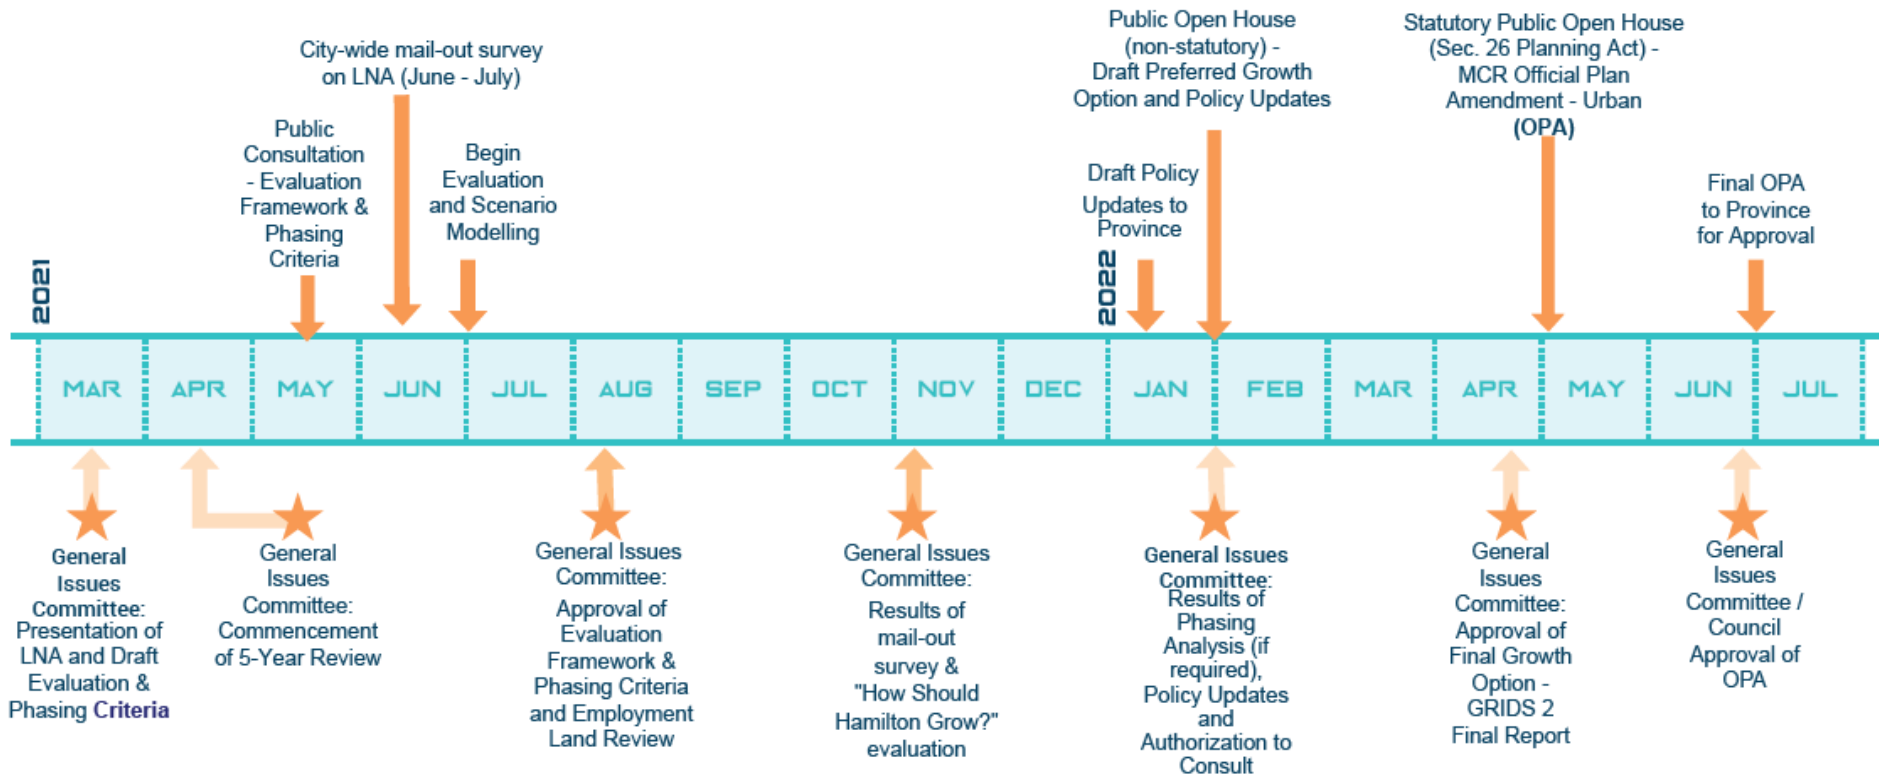 City-wide mail-out survey
on LNA (June - July)
Public
Consultation
- Evaluation
Framework &
Phasing
Criteria
Begin
Evaluation
and Scenario
Modelling
Public Open House
(non-statutory) -
Draft Preferred Growth
Option and Policy Updates
Draft Policy
Updates to
Province
Statutory Public Open House
(Sec. 26 Planning Act) -
MCR Official Plan
Amendment - Urban
(OPA)
Final OPA
to Province
for Approval
2021
2022
MAR
APR
MAY
JUN
JUL
AUG
SEP
OCT
NOV
DEC
JAN
FEB
MAR
APR
MAY
JUN
JUL
General
Issues
Committee:
Presentation of
LNA and Draft
Evaluation &
Phasing Criteria
General
Issues
Committee:
Commencement
of 5-Year Review
General Issues
Committee:
Approval of
Evaluation
Framework &
Phasing Criteria
and Employment
Land Review
General Issues
Committee:
Results of
mail-out
survey &
"How Should
Hamilton Grow?"
evaluation
General Issues
Committee:
Results of
Phasing
Analysis (if
required),
Policy Updates
and
Authorization to
Consult
General
Issues
Committee:
Approval of
Final Growth
Option -
GRIDS 2
Final Report
General
Issues
Committee /
Council
Approval of
OPA